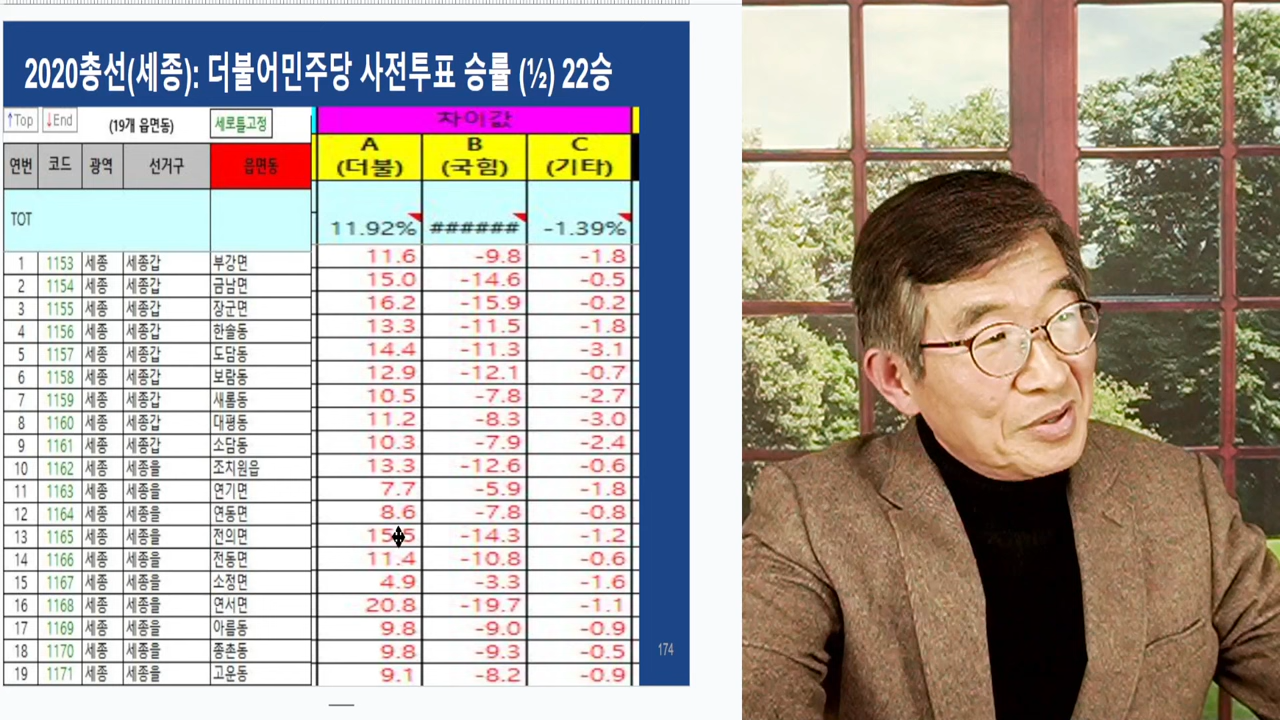 2020총선(세종): 더불어민주당 사전투표 승률 (½) 22승
↑Top ↓End (19개 읍면동) 세로틀고정 차이값
연번 코드 광역 선거구 읍면동 A (더불) B (국힘) C (기타)
TOT 11.92% ###### -1.39%
1 1153 세종 세종갑 부강면 11.6 -9.8 -1.8
2 1154 세종 세종갑 금남면 15.0 -14.6 -0.5
3 1155 세종 세종갑 장군면 16.2 -15.9 -0.2
4 1156 세종 세종갑 한솔동 13.3 -11.5 -1.8
5 1157 세종 세종갑 도담동 14.4 -11.3 -3.1
6 1158 세종 세종갑 보람동 12.9 -12.1 -0.7
7 1159 세종 세종갑 새롬동 10.5 -7.8 -2.7
8 1160 세종 세종갑 대평동 11.2 -8.3 -3.0
9 1161 세종 세종갑 소담동 10.3 -7.9 -2.4
10 1162 세종 세종을 조치원읍 13.3 -12.6 -0.6
11 1163 세종 세종을 연기면 7.7 -5.9 -1.8
12 1164 세종 세종을 연동면 8.6 -7.8 -0.8
13 1165 세종 세종을 전의면 15.5 -14.3 -1.2
14 1166 세종 세종을 전동면 11.4 -10.8 -0.6
15 1167 세종 세종을 소정면 4.9 -3.3 -1.6
16 1168 세종 세종을 연서면 20.8 -19.7 -1.1
17 1169 세종 세종을 아름동 9.8 -9.0 -0.9
18 1170 세종 세종을 종촌동 9.8 -9.3 -0.5
19 1171 세종 세종을 고운동 9.1 -8.2 -0.9
174